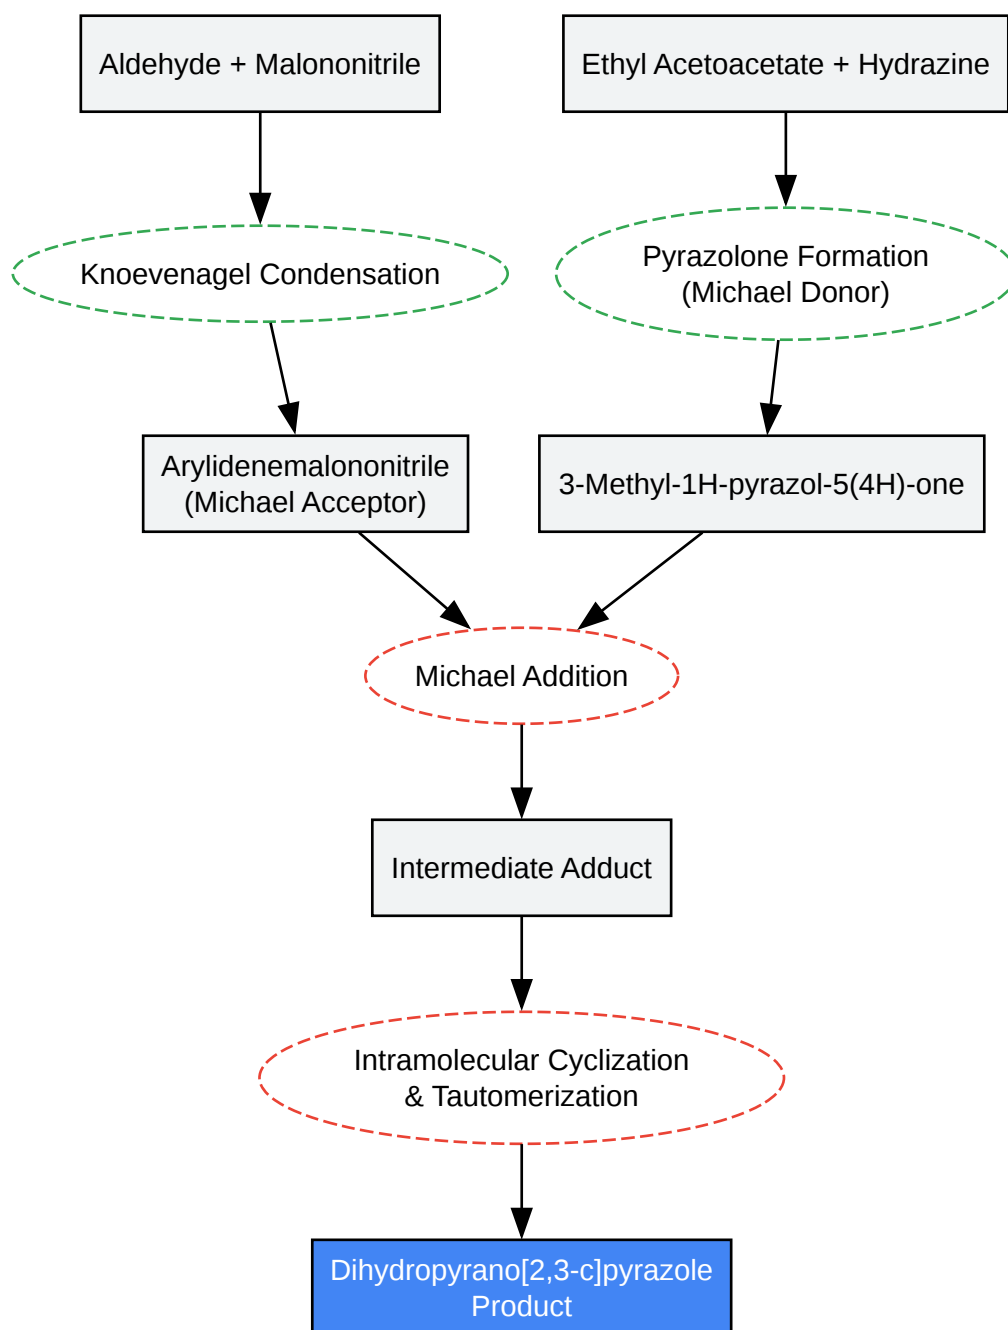 Aldehyde + Malononitrile
Ethyl Acetoacetate + Hydrazine
Knoevenagel Condensation
Pyrazolone Formation
(Michael Donor)
Arylidenemalononitrile
(Michael Acceptor)
3-Methyl-1H-pyrazol-5(4H)-one
Michael Addition
Intermediate Adduct
Intramolecular Cyclization
& Tautomerization
Dihydropyrano[2,3-c]pyrazole
Product